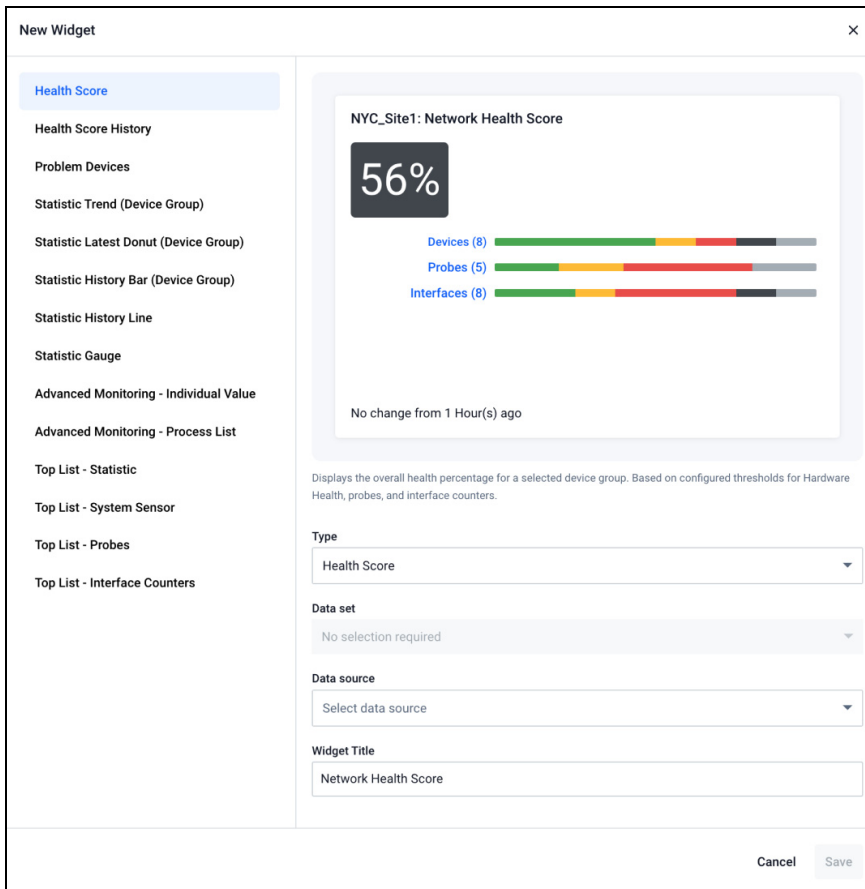 New Widget
Health Score
Health Score History
Problem Devices
Statistic Trend (Device Group)
Statistic Latest Donut (Device Group)
Statistic History Bar (Device Group)
Statistic History Line
Statistic Gauge
Advanced Monitoring - Individual Value
Advanced Monitoring - Process List
Top List - Statistic
Top List - System Sensor
Top List - Probes
Top List - Interface Counters
NYC_Site1: Network Health Score
56%
Devices (8)
Probes (5)
Interfaces (8)
No change from 1 Hour(s) ago
Displays the overall health percentage for a selected device group. Based on configured thresholds for Hardware
Health, probes, and interface counters.
Type
Health Score
Data set
No selection required
Data source
Select data source
Widget Title
Network Health Score
Cancel
Save